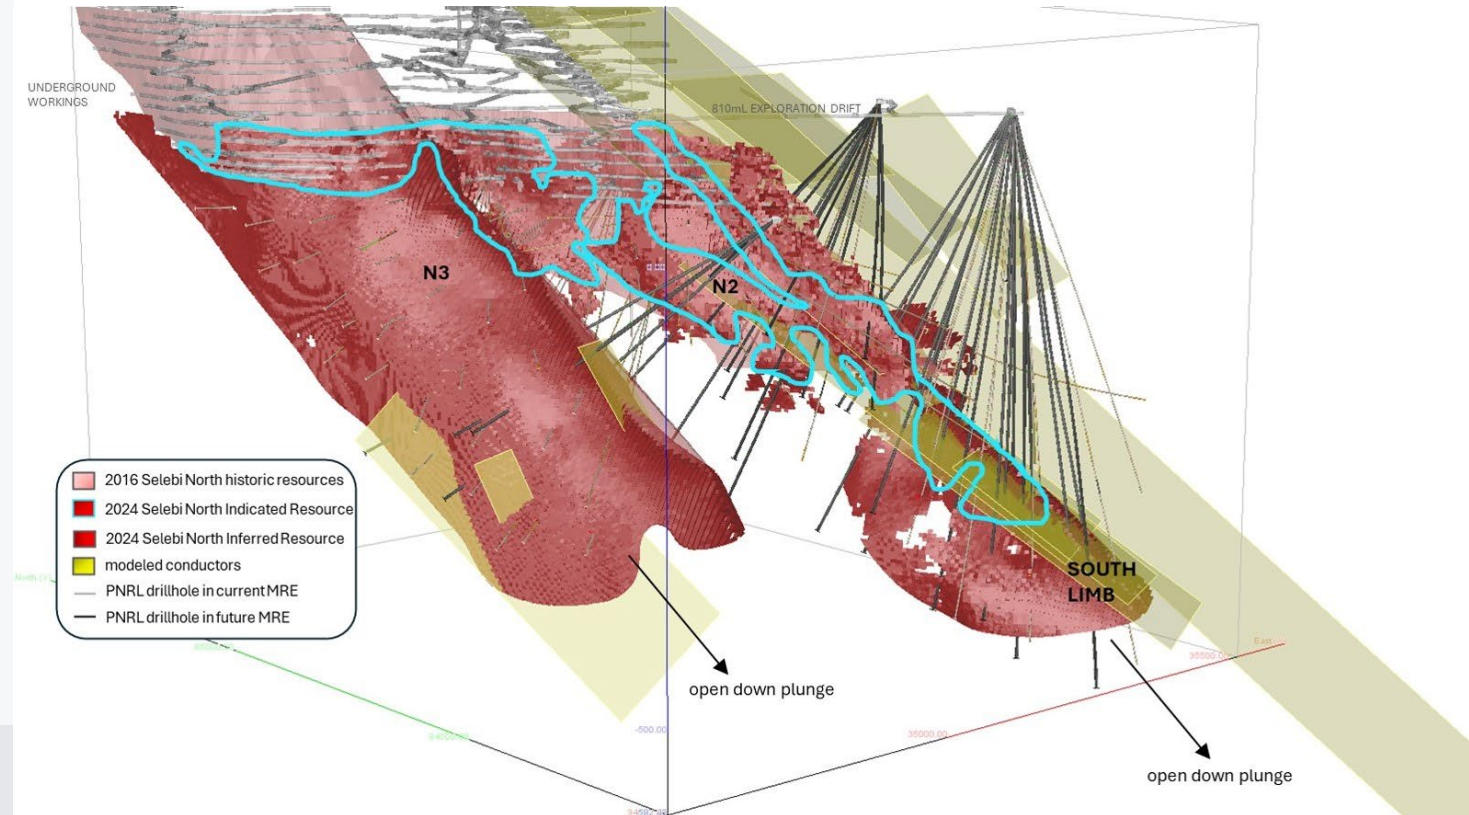 UNDERGROUND
WORKINGS
810mL EXPLORATION DRIFT
N3
N2
2016 Selebi North historic resources
2024 Selebi North Indicated Resource
2024 Selebi North Inferred Resource
modeled conductors
PNRL drillhole in current MRE
PNRL drillhole in future MRE
SOUTH
LIMB
East
35500.00
open down plunge
-500.00
35000.00
open down plunge